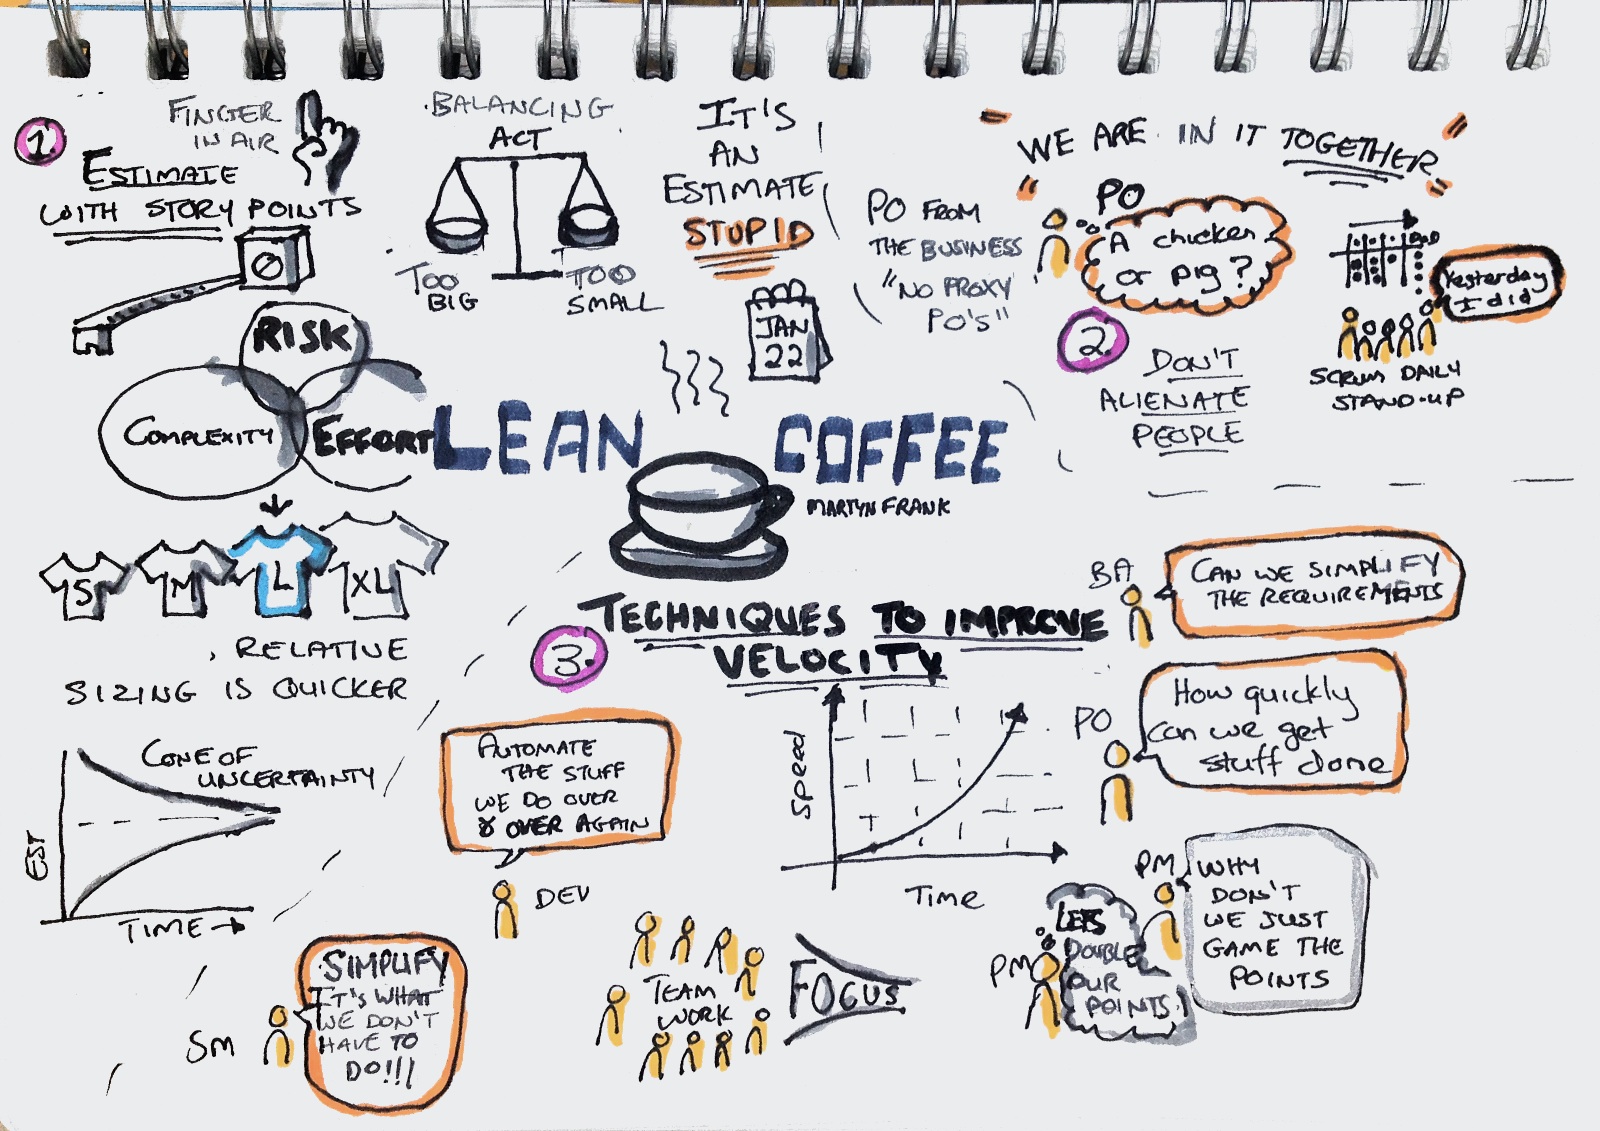 1.
FINGER
IN AIR
ESTIMATE
WITH STORY POINTS
BALANCING
ACT
TOO
BIG
TOO
SMALL
IT'S
AN
ESTIMATE
STUPID
JAN
22
RISK
COMPLEXITY
EFFORT
S
M
L
XL
RELATIVE
SIZING IS QUICKER
CONE OF
UNCERTAINTY
EST
TIME →
LEAN COFFEE
MARTYN FRANK
"WE ARE IN IT TOGETHER"
PO FROM
THE BUSINESS
"NO PROXY
PO'S"
PO
A chicken
or pig?
2.
DON'T
ALIENATE
PEOPLE
Yesterday
I did
SCRUM DAILY
STAND-UP
3.
TECHNIQUES TO IMPROVE
VELOCITY
AUTOMATE
THE STUFF
WE DO OVER
& OVER AGAIN
DEV
Speed
Time
BA
CAN WE SIMPLIFY
THE REQUIREMENTS
PO
How quickly
can we get
stuff done
PM
WHY
DON'T
WE JUST
GAME THE
POINTS
PM
LETS
DOUBLE
OUR
POINTS!
SM
SIMPLIFY
IT'S WHAT
WE DON'T
HAVE TO
DO!!!
TEAM
WORK
FOCUS